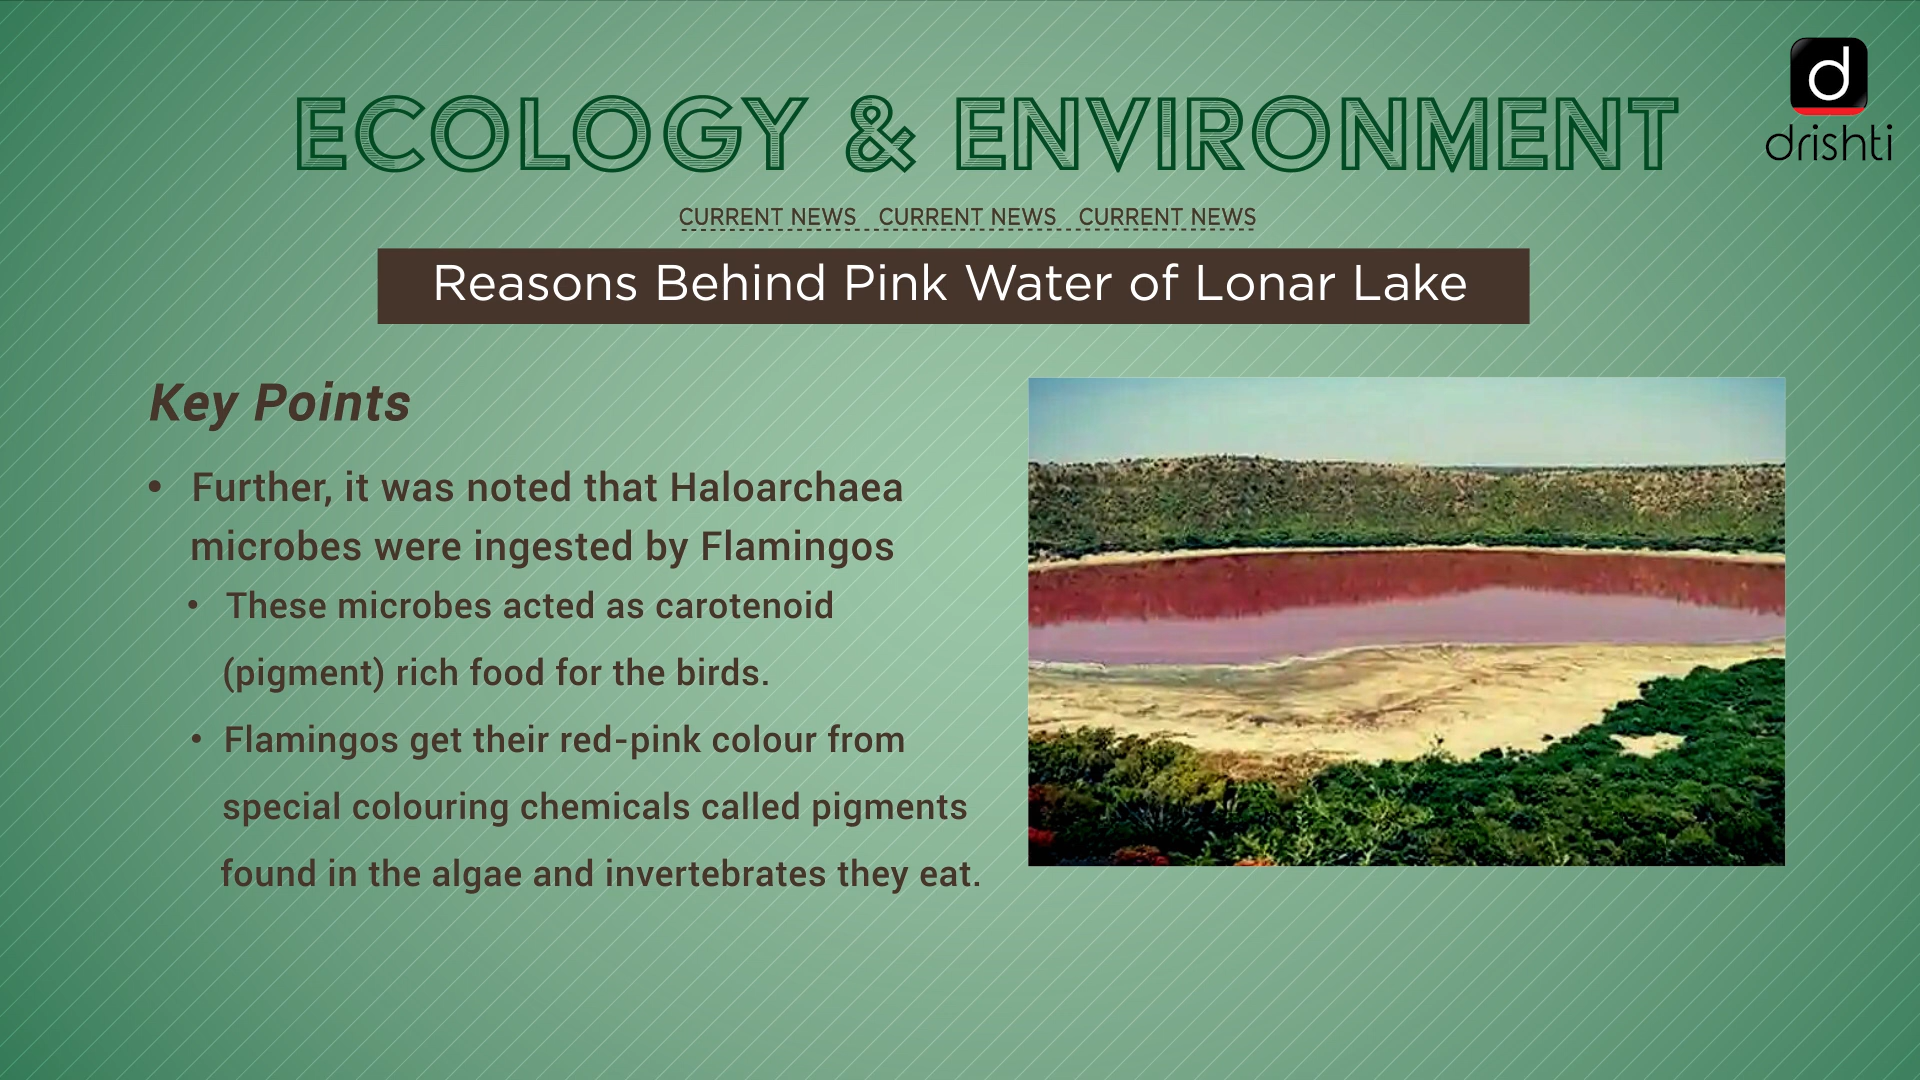 d
drishti
ECOLOGY & ENVIRONMENT
CURRENT NEWS CURRENT NEWS CURRENT NEWS
Reasons Behind Pink Water of Lonar Lake
Key Points
• Further, it was noted that Haloarchaea
microbes were ingested by Flamingos
• These microbes acted as carotenoid
(pigment) rich food for the birds.
• Flamingos get their red-pink colour from
special colouring chemicals called pigments
found in the algae and invertebrates they eat.